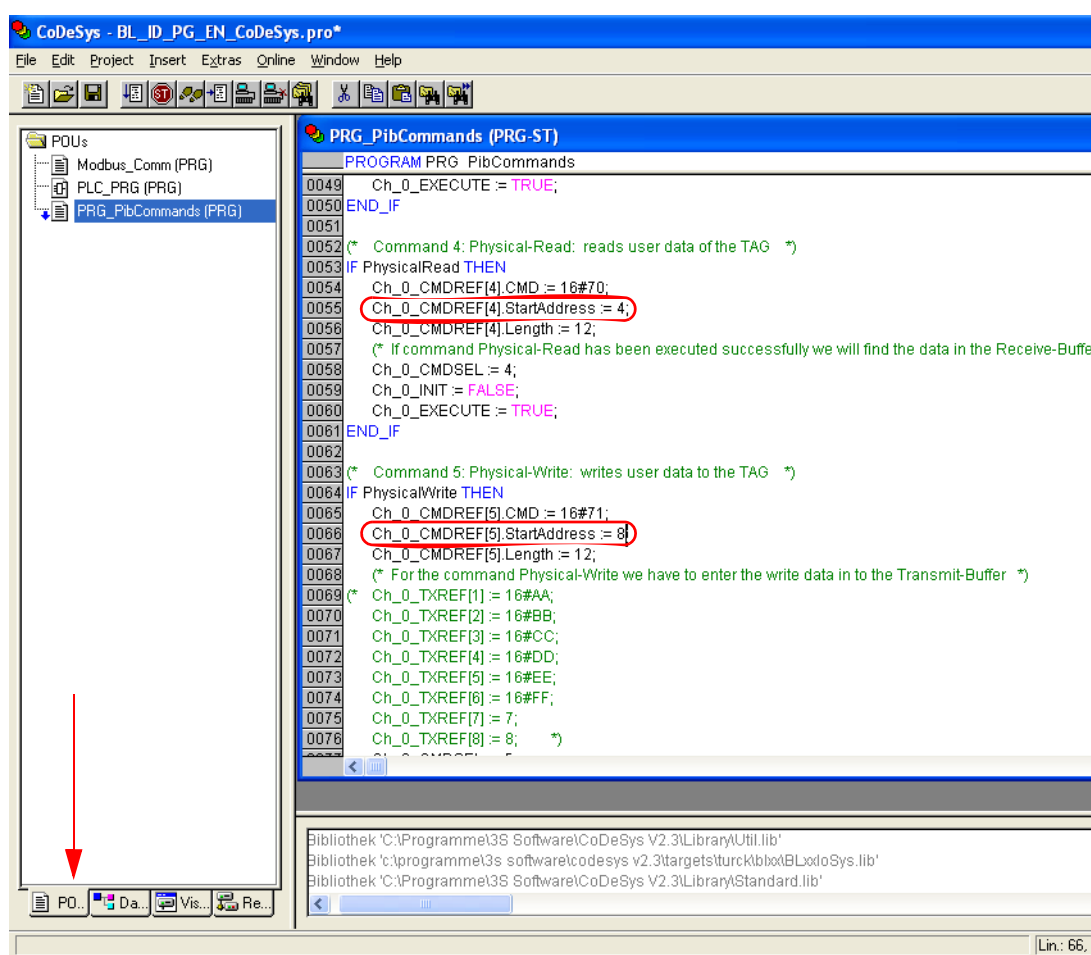 CoDeSys - BL_ID_PG_EN_CoDeSys.pro*
File Edit Project Insert Extras Online Window Help
POUs
Modbus_Comm (PRG)
PLC_PRG (PRG)
PRG_PibCommands (PRG)
PO.. Da... Vis... Re...
PRG_PibCommands (PRG-ST)
PROGRAM PRG_PibCommands
0049 Ch_0_EXECUTE := TRUE;
0050 END_IF
0051
0052 (* Command 4: Physical-Read: reads user data of the TAG *)
0053 IF PhysicalRead THEN
0054 Ch_0_CMDREF[4].CMD := 16#70;
0055 Ch_0_CMDREF[4].StartAddress := 4;
0056 Ch_0_CMDREF[4].Length := 12;
0057 (* If command Physical-Read has been executed successfully we will find the data in the Receive-Buffe
0058 Ch_0_CMDSEL := 4;
0059 Ch_0_INIT := FALSE;
0060 Ch_0_EXECUTE := TRUE;
0061 END_IF
0062
0063 (* Command 5: Physical-Write: writes user data to the TAG *)
0064 IF PhysicalWrite THEN
0065 Ch_0_CMDREF[5].CMD := 16#71;
0066 Ch_0_CMDREF[5].StartAddress := 8
0067 Ch_0_CMDREF[5].Length := 12;
0068 (* For the command Physical-Write we have to enter the write data in to the Transmit-Buffer *)
0069 (* Ch_0_TXREF[1] := 16#AA;
0070 Ch_0_TXREF[2] := 16#BB;
0071 Ch_0_TXREF[3] := 16#CC;
0072 Ch_0_TXREF[4] := 16#DD;
0073 Ch_0_TXREF[5] := 16#EE;
0074 Ch_0_TXREF[6] := 16#FF;
0075 Ch_0_TXREF[7] := 7;
0076 Ch_0_TXREF[8] := 8; *)
Bibliothek 'C:\Programme\3S Software\CoDeSys V2.3\Library\Util.lib'
Bibliothek 'c:\programme\3s software\codesys v2.3\targets\turck\blxx\BLxxIoSys.lib'
Bibliothek 'C:\Programme\3S Software\CoDeSys V2.3\Library\Standard.lib'
Lin.: 66,